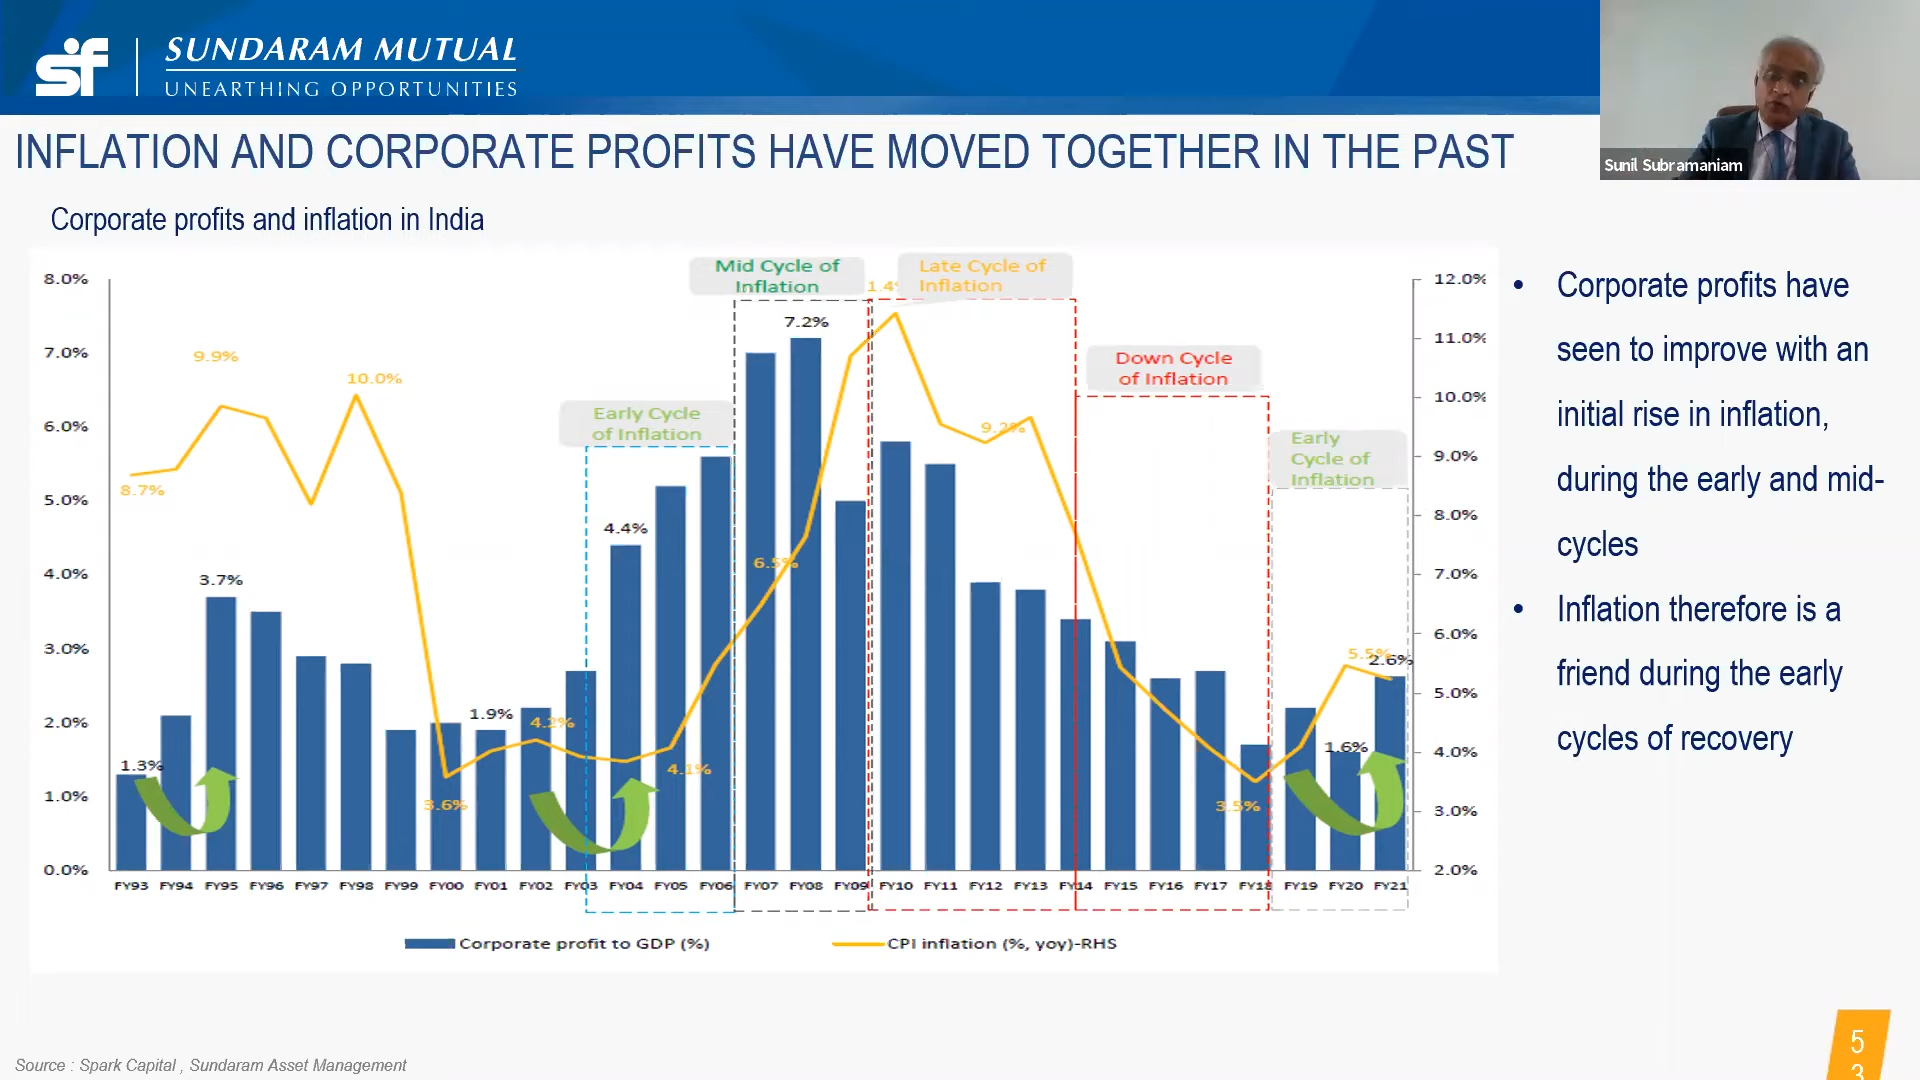 SUNDARAM MUTUAL
UNEARTHING OPPORTUNITIES
Sunil Subramaniam
INFLATION AND CORPORATE PROFITS HAVE MOVED TOGETHER IN THE PAST
Corporate profits and inflation in India
8.0%
7.0%
6.0%
5.0%
4.0%
3.0%
2.0%
1.0%
0.0%
12.0%
11.0%
10.0%
9.0%
8.0%
7.0%
6.0%
5.0%
4.0%
3.0%
2.0%
Early Cycle
of Inflation
Mid Cycle of
Inflation
Late Cycle of
Inflation
Down Cycle
of Inflation
Early
Cycle of
Inflation
1.3%
3.7%
1.9%
4.4%
7.2%
1.6%
2.6%
8.7%
9.9%
10.0%
3.6%
4.2%
4.1%
6.5%
1.4
9.2%
3.5%
5.5%
FY93 FY94 FY95 FY96 FY97 FY98 FY99 FY00 FY01 FY02 FY03 FY04 FY05 FY06 FY07 FY08 FY09 FY10 FY11 FY12 FY13 FY14 FY15 FY16 FY17 FY18 FY19 FY20 FY21
Corporate profit to GDP (%)
CPI inflation (%, yoy)-RHS
• Corporate profits have
seen to improve with an
initial rise in inflation,
during the early and mid-
cycles
• Inflation therefore is a
friend during the early
cycles of recovery
Source : Spark Capital , Sundaram Asset Management
5
3